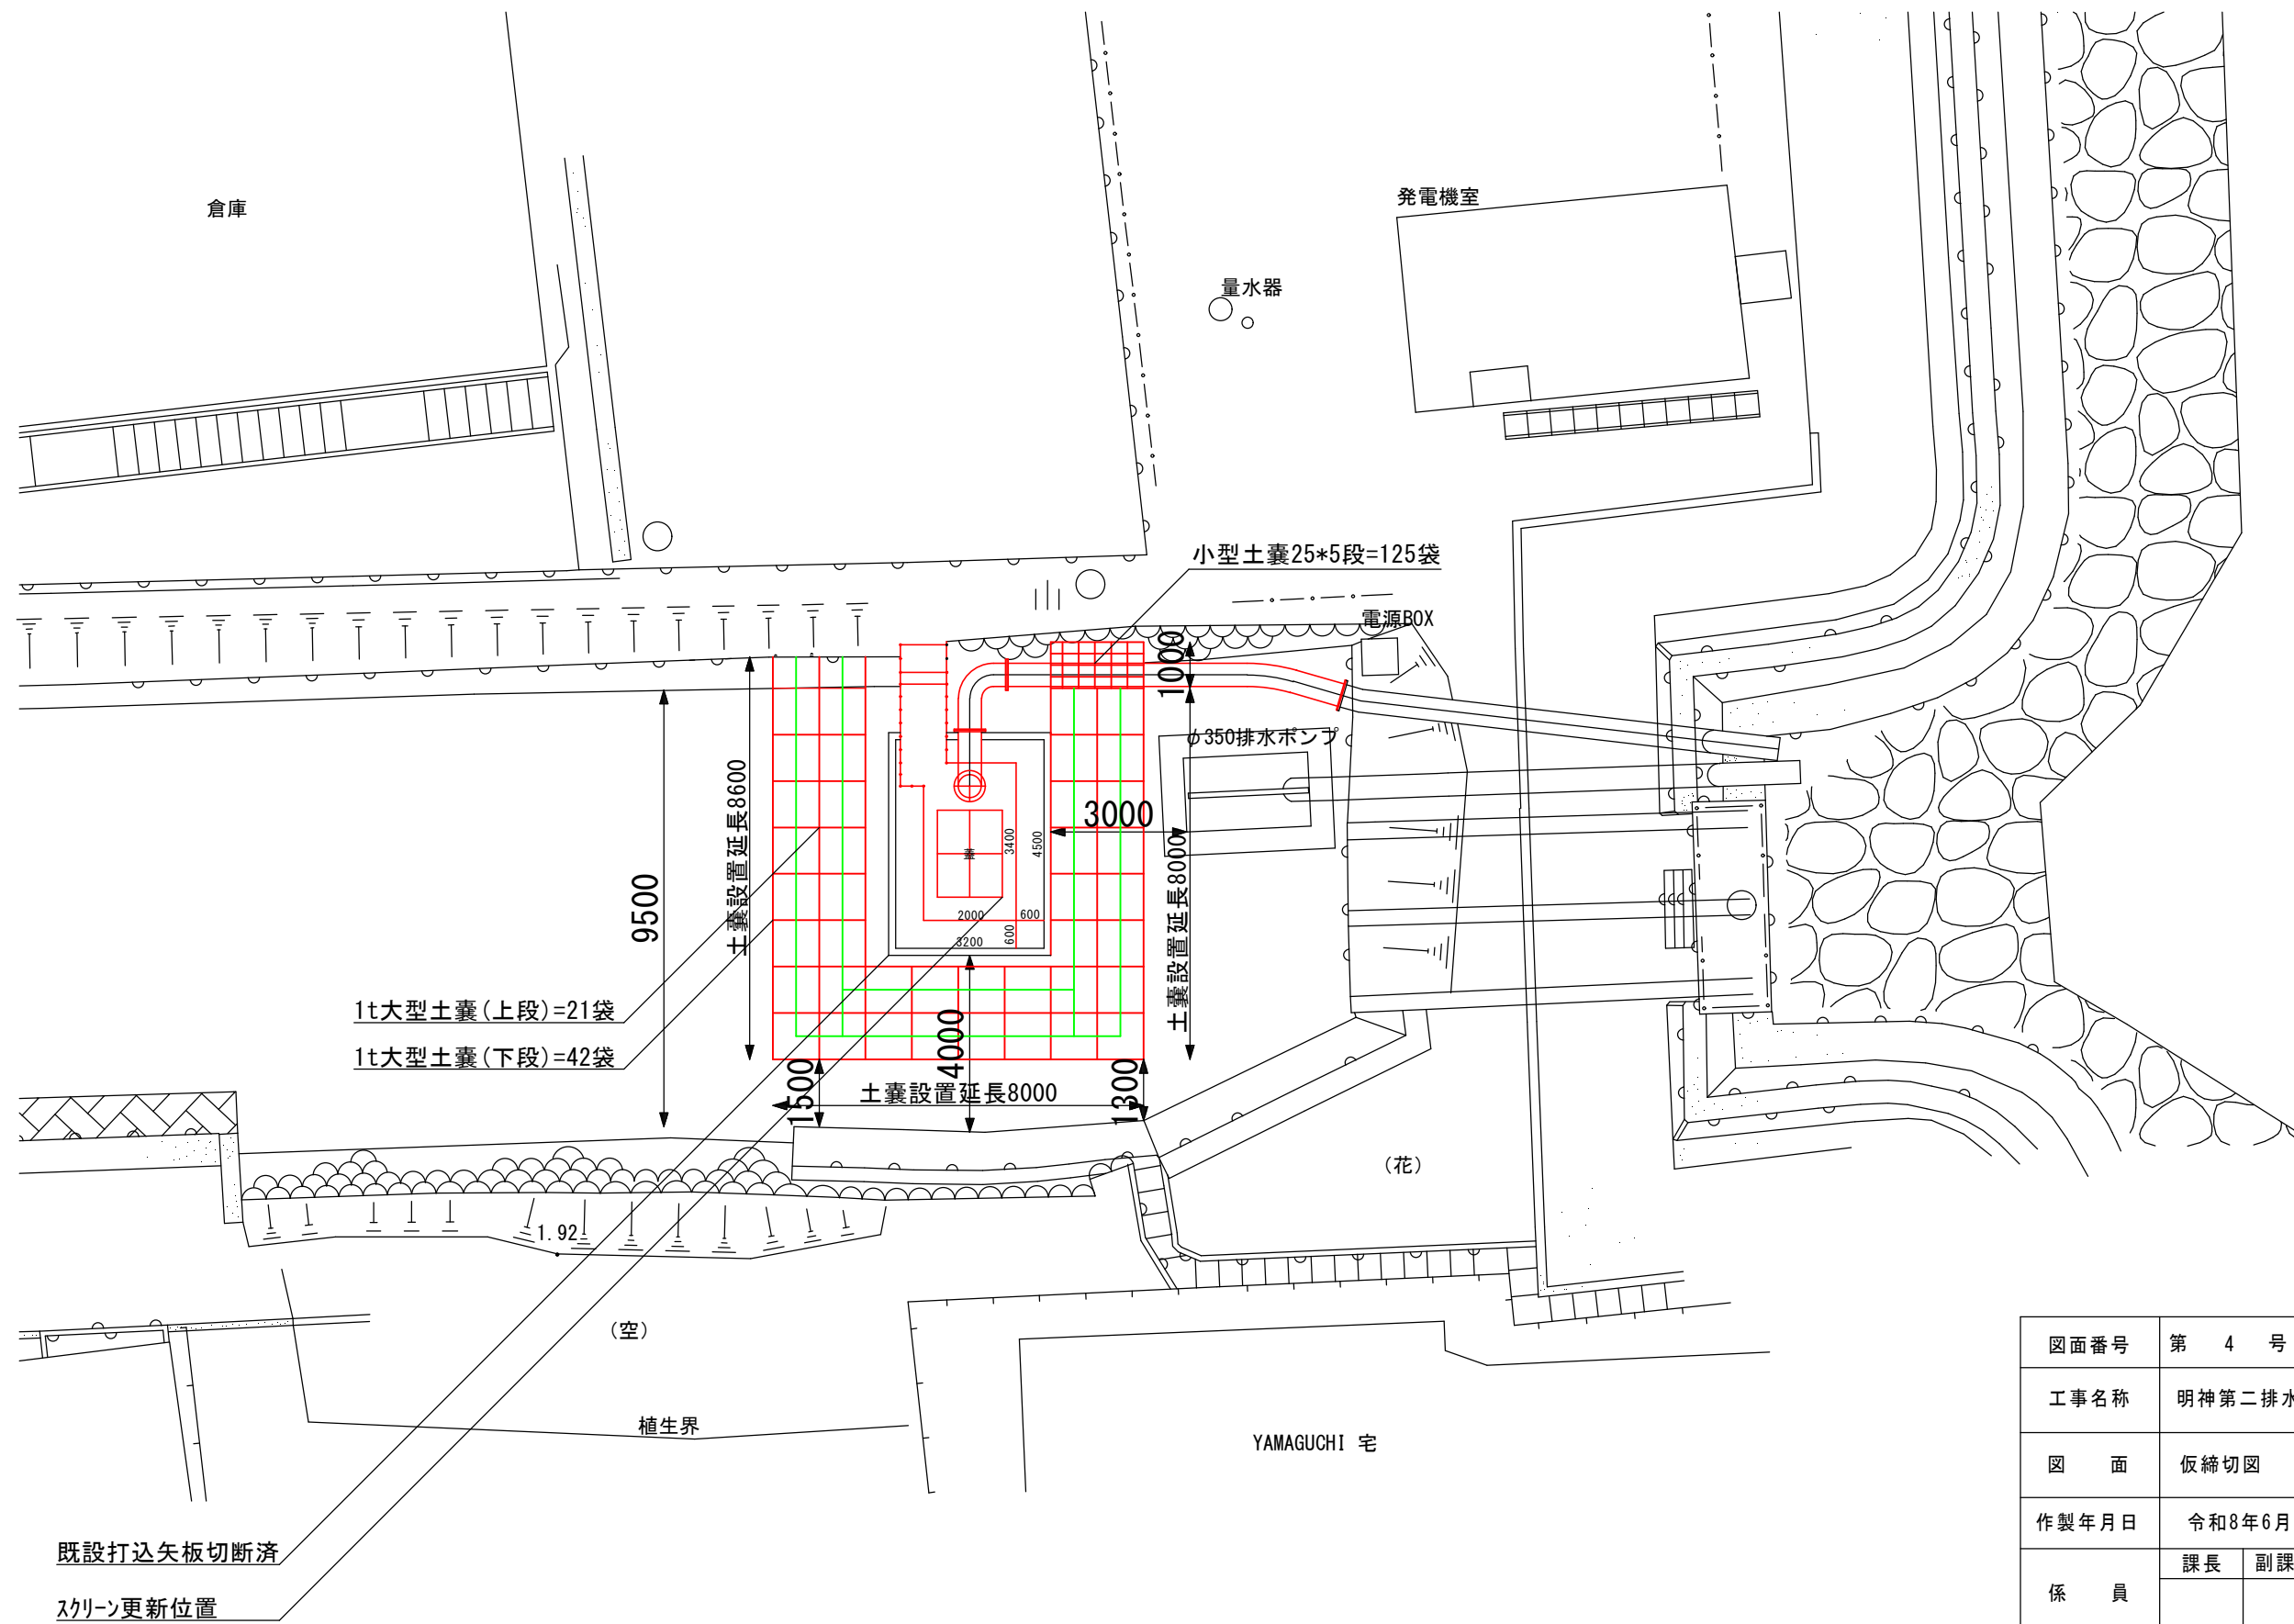 倉庫
発電機室
量水器
小型土嚢25*5段=125袋
電源BOX
1000
φ350排水ポンプ
土嚢設置延長8600
3000
9500
蓋
3400
4500
2000
600
3200
600
土嚢設置延長8000
1t大型土嚢(上段)=21袋
1t大型土嚢(下段)=42袋
4000
1500
土嚢設置延長8000
1300
(花)
1.92
(空)
植生界
YAMAGUCHI 宅
既設打込矢板切断済
スクリーン更新位置
図面番号 第 4 号
工事名称 明神第二排水
図 面 仮締切図
作製年月日 令和8年6月
係 員 課長 副課